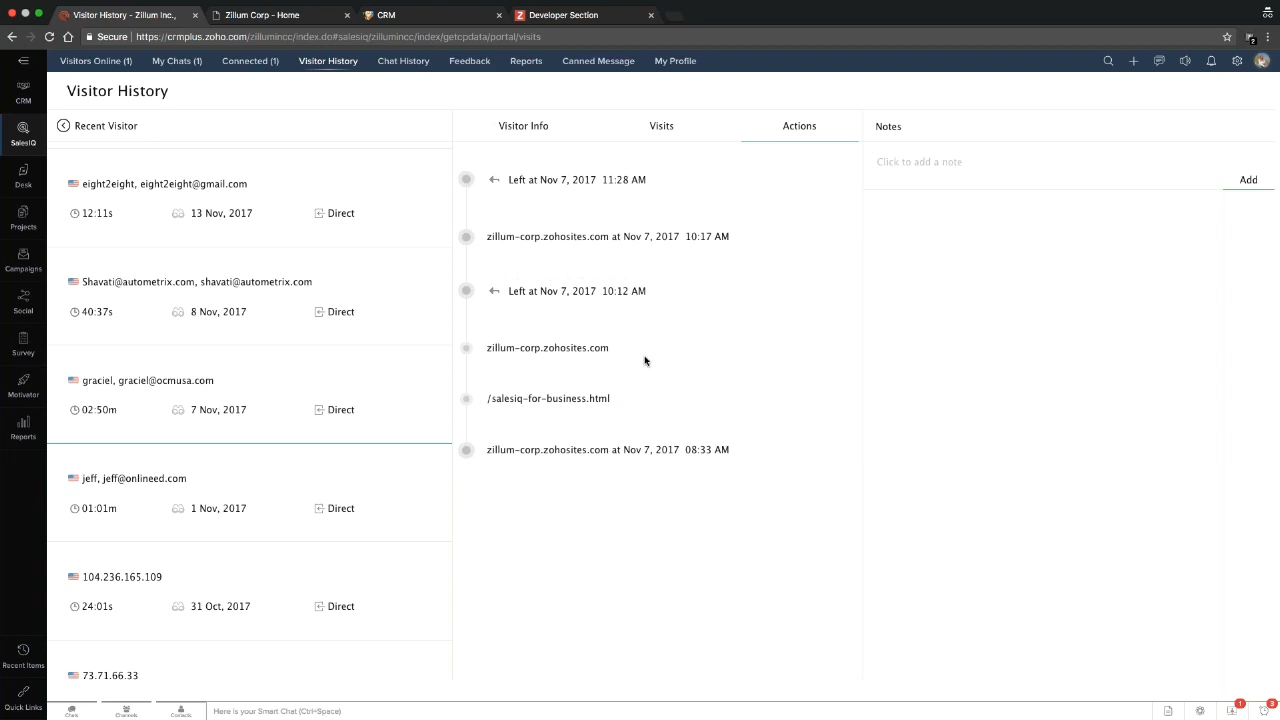 Visitor History - Zillum Inc., ×
Zillum Corp - Home ×
CRM ×
Developer Section ×
Secure | https://crmplus.zoho.com/zillumincc/index.do#salesiq/zillumincc/index/getcpdata/portal/visits
Visitors Online (1) My Chats (1) Connected (1) Visitor History Chat History Feedback Reports Canned Message My Profile
CRM
SalesIQ
Desk
Projects
Campaigns
Social
Survey
Motivator
Reports
Recent Items
Quick Links
Visitor History
Recent Visitor
eight2eight, eight2eight@gmail.com
12:11s 13 Nov, 2017 Direct
Shavati@autometrix.com, shavati@autometrix.com
40:37s 8 Nov, 2017 Direct
graciel, graciel@ocmusa.com
02:50m 7 Nov, 2017 Direct
jeff, jeff@onlineed.com
01:01m 1 Nov, 2017 Direct
104.236.165.109
24:01s 31 Oct, 2017 Direct
73.71.66.33
Visitor Info Visits Actions
Left at Nov 7, 2017 11:28 AM
zillum-corp.zohosites.com at Nov 7, 2017 10:17 AM
Left at Nov 7, 2017 10:12 AM
zillum-corp.zohosites.com
/salesiq-for-business.html
zillum-corp.zohosites.com at Nov 7, 2017 08:33 AM
Notes
Click to add a note
Add
Chats Channels Contacts Here is your Smart Chat (Ctrl+Space) 1 3